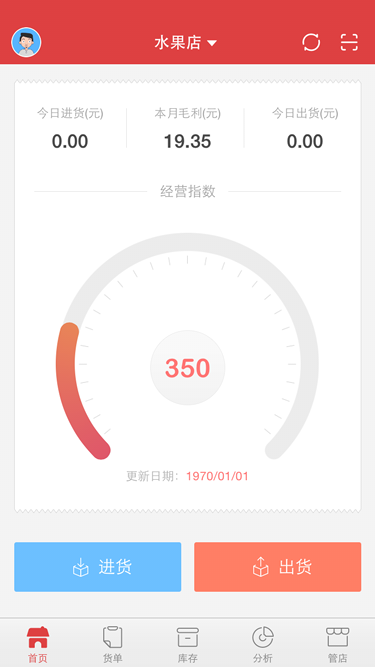 水果店
今日进货(元) 本月毛利(元) 今日出货(元)
0.00 19.35 0.00
经营指数
350
更新日期：1970/01/01
进货 出货
首页 货单 库存 分析 管店